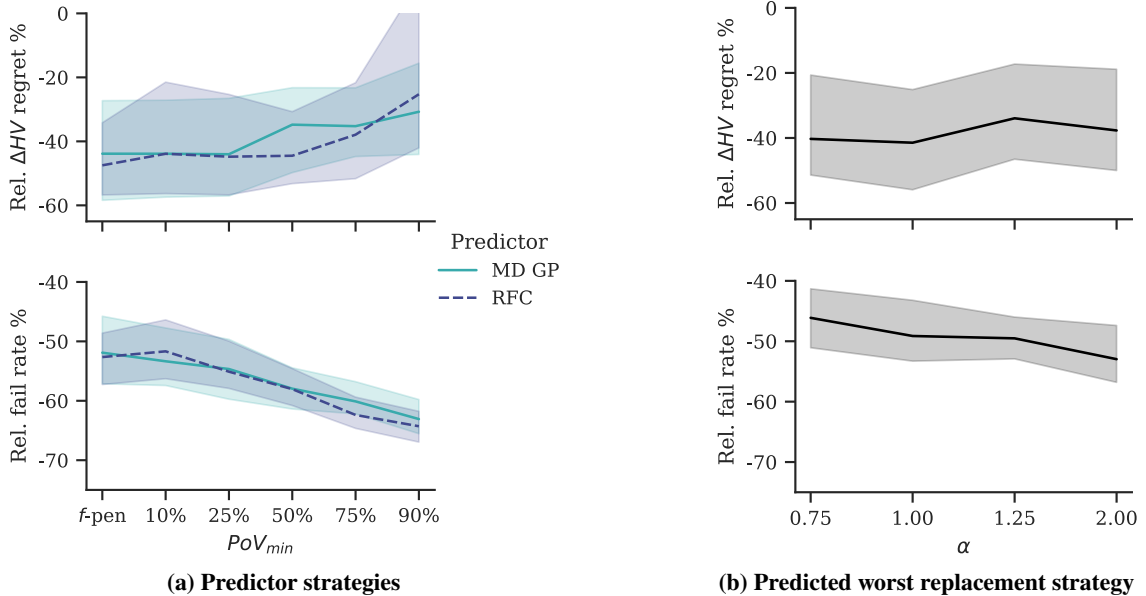 0
-20
-40
-60
Rel. ΔHV regret %
Predictor
MD GP
RFC
-40
-50
-60
-70
Rel. fail rate %
f-pen 10% 25% 50% 75% 90%
PoV_min
(a) Predictor strategies
0
-20
-40
-60
Rel. ΔHV regret %
-40
-50
-60
-70
Rel. fail rate %
0.75 1.00 1.25 2.00
α
(b) Predicted worst replacement strategy